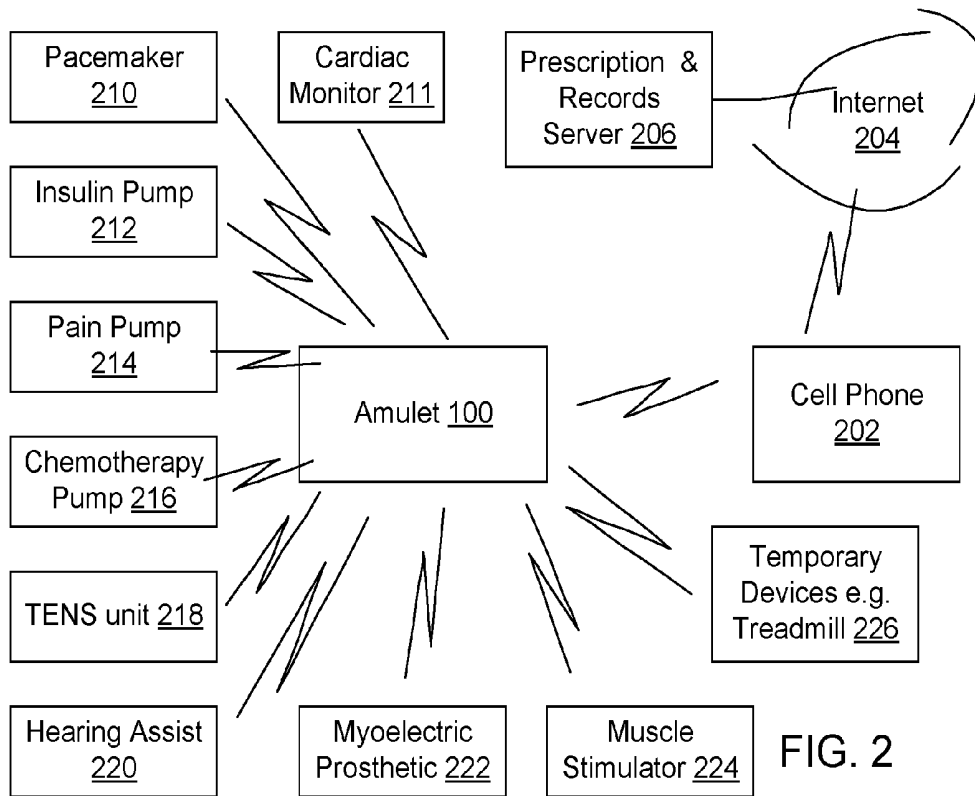 Pacemaker
210
Cardiac
Monitor 211
Prescription &
Records
Server 206
Internet
204
Insulin Pump
212
Pain Pump
214
Amulet 100
Cell Phone
202
Chemotherapy
Pump 216
TENS unit 218
Temporary
Devices e.g.
Treadmill 226
Hearing Assist
220
Myoelectric
Prosthetic 222
Muscle
Stimulator 224
FIG. 2